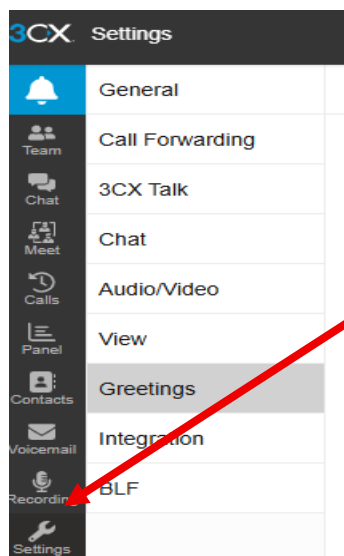 3CX Settings
General
Call Forwarding
3CX Talk
Chat
Audio/Video
View
Greetings
Integration
BLF
Team
Chat
Meet
Calls
Panel
Contacts
Voicemail
Recording
Settings